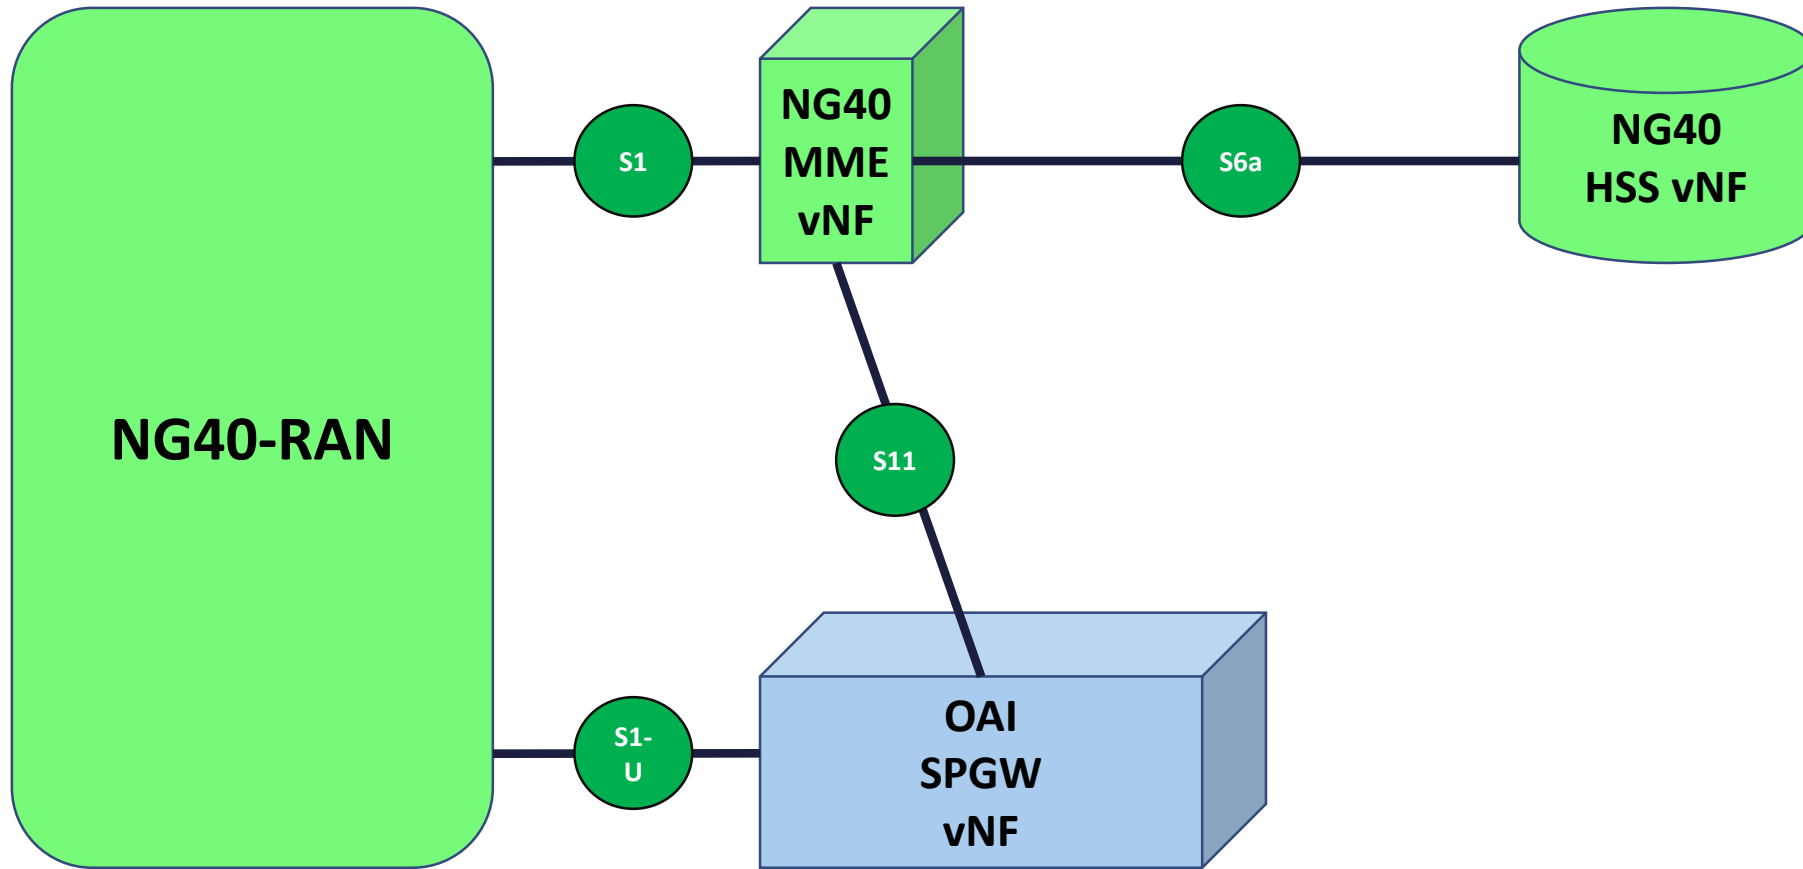 NG40-RAN
S1
NG40
MME
vNF
S6a
NG40
HSS vNF
S11
S1-
U
OAI
SPGW
vNF